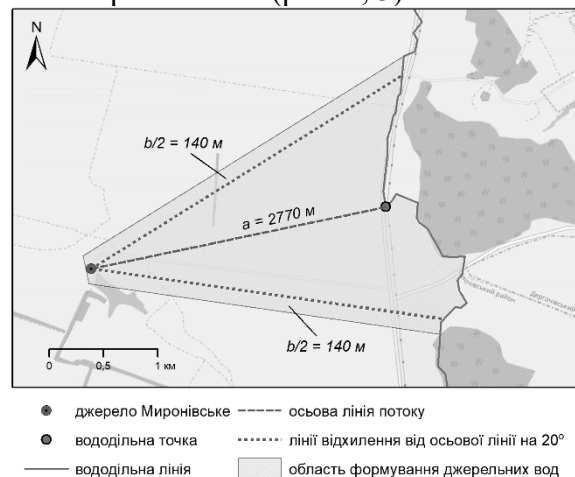 N
b/2 = 140 м
a = 2770 м
b/2 = 140 м
0 0,5 1 км
джерело Миронівське
осьова лінія потоку
вододільна точка
лінії відхилення від осьової лінії на 20°
вододільна лінія
область формування джерельних вод